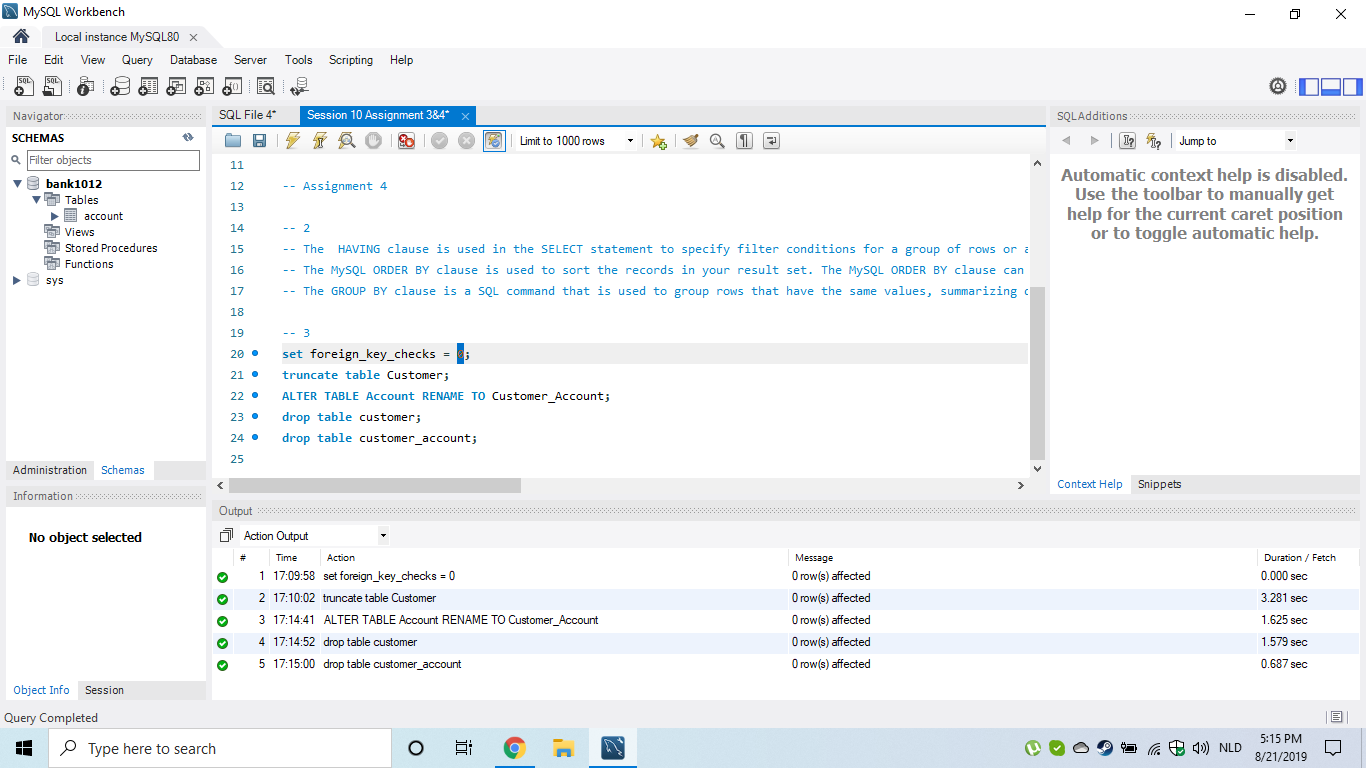 MySQL Workbench
Local instance MySQL80
File Edit View Query Database Server Tools Scripting Help
Navigator
SCHEMAS
Filter objects
bank1012
Tables
account
Views
Stored Procedures
Functions
sys
Administration Schemas
Information
No object selected
Object Info Session
SQL File 4* Session 10 Assignment 3&4*
Limit to 1000 rows
11
12 -- Assignment 4
13
14 -- 2
15 -- The  HAVING clause is used in the SELECT statement to specify filter conditions for a group of rows or a
16 -- The MySQL ORDER BY clause is used to sort the records in your result set. The MySQL ORDER BY clause can
17 -- The GROUP BY clause is a SQL command that is used to group rows that have the same values, summarizing
18
19 -- 3
20 set foreign_key_checks = 0;
21 truncate table Customer;
22 ALTER TABLE Account RENAME TO Customer_Account;
23 drop table customer;
24 drop table customer_account;
25
SQLAdditions
Jump to
Automatic context help is disabled.
Use the toolbar to manually get
help for the current caret position
or to toggle automatic help.
Context Help Snippets
Output
Action Output
# Time Action Message Duration / Fetch
1 17:09:58 set foreign_key_checks = 0 0 row(s) affected 0.000 sec
2 17:10:02 truncate table Customer 0 row(s) affected 3.281 sec
3 17:14:41 ALTER TABLE Account RENAME TO Customer_Account 0 row(s) affected 1.625 sec
4 17:14:52 drop table customer 0 row(s) affected 1.579 sec
5 17:15:00 drop table customer_account 0 row(s) affected 0.687 sec
Query Completed
Type here to search
NLD
5:15 PM
8/21/2019